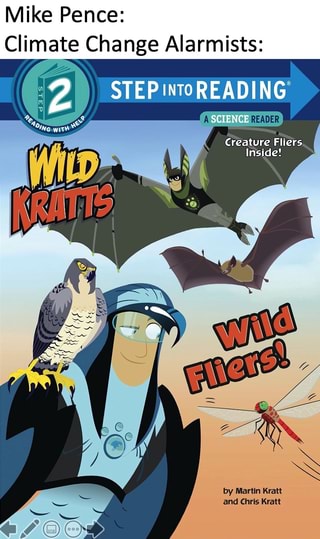 Mike Pence:
Climate Change Alarmists:
2
STEP
READING-WITH-HELP
STEP INTO READING®
A SCIENCE READER
Creature Fliers
Inside!
WILD
KRATTS
Wild
Fliers!
by Martin Kratt
and Chris Kratt